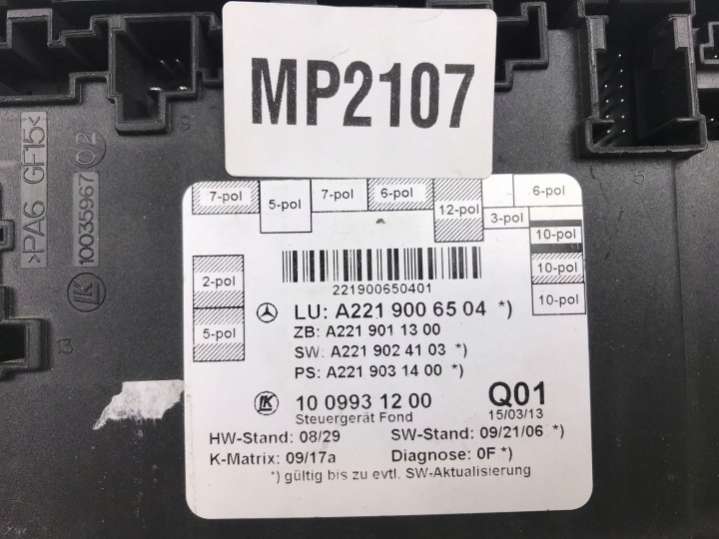 MP2107
>PA6 GF15<
10035967 02
LK
7-pol
5-pol
7-pol
6-pol
12-pol
3-pol
6-pol
10-pol
10-pol
10-pol
2-pol
5-pol
221900650401
LU: A221 900 65 04 *)
ZB: A221 901 13 00
SW: A221 902 41 03 *)
PS: A221 903 14 00 *)
LK 10 0993 12 00 Q01
Steuergerät Fond 15/03/13
HW-Stand: 08/29 SW-Stand: 09/21/06 *)
K-Matrix: 09/17a Diagnose: 0F *)
*) gültig bis zu evtl. SW-Aktualisierung